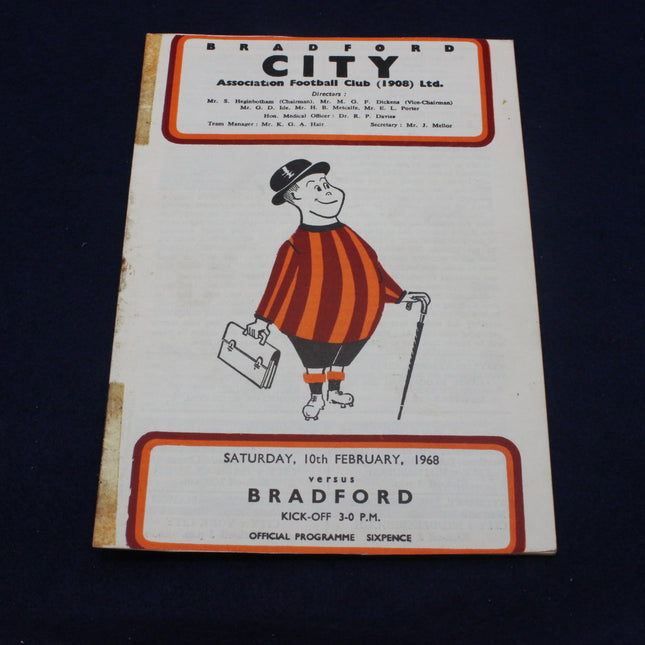 BRADFORD
CITY
Association Football Club (1908) Ltd.
Directors :
Mr. S. Heginbotham (Chairman), Mr. M. G. F. Dickens (Vice-Chairman)
Mr. G. D. Ide, Mr. H. B. Metcalfe, Mr. E. L. Porter
Hon. Medical Officer : Dr. R. P. Davies
Team Manager : Mr. K. G. A. Hair Secretary : Mr. J. Mellor
SATURDAY, 10th FEBRUARY, 1968
versus
BRADFORD
KICK-OFF 3-0 P.M.
OFFICIAL PROGRAMME SIXPENCE